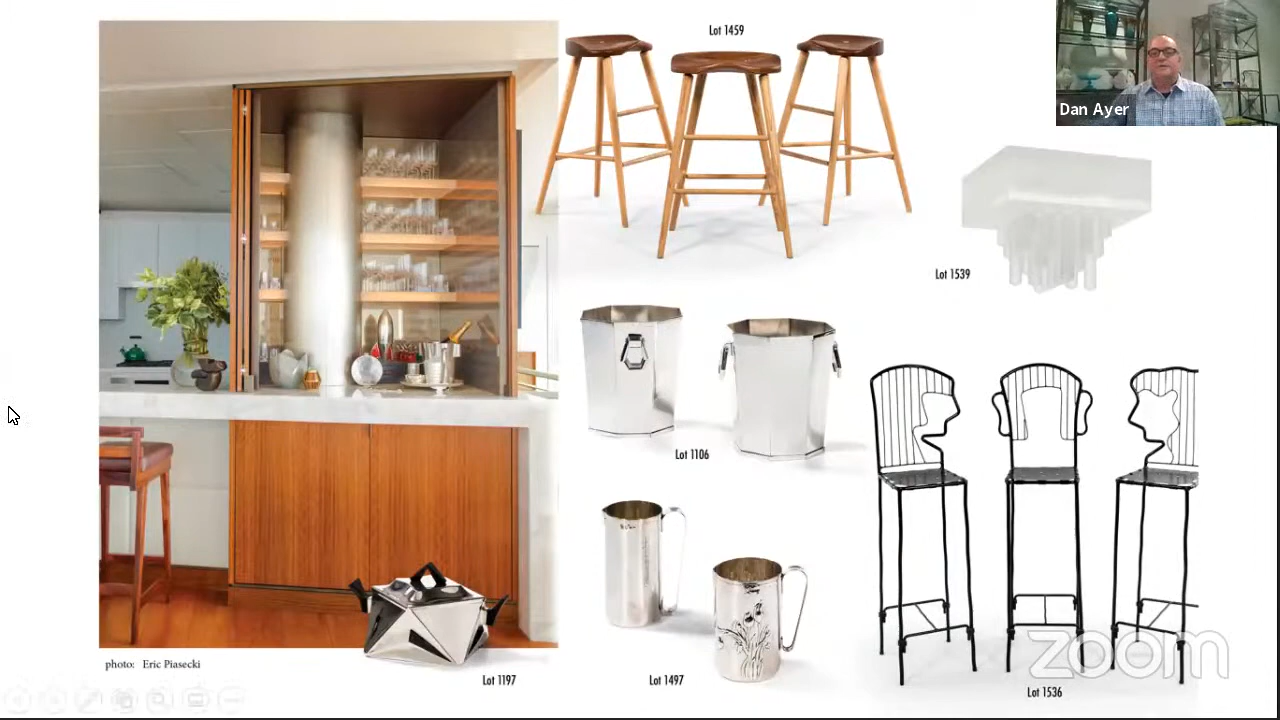 Lot 1459
Dan Ayer
Lot 1539
Lot 1106
photo: Eric Piasecki
Lot 1197
Lot 1497
Lot 1536
zoom